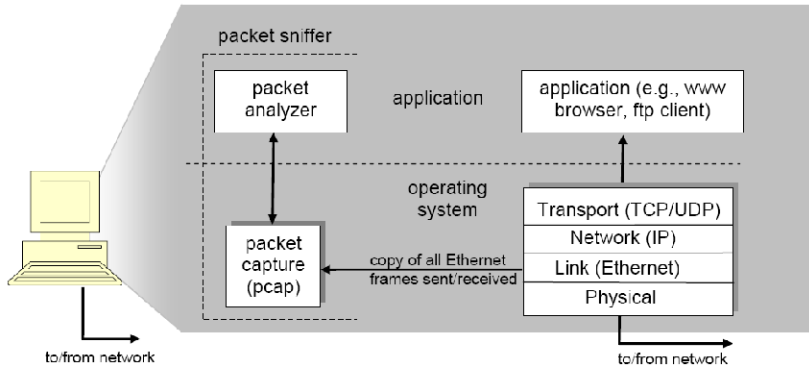 packet sniffer
packet
analyzer
application
application (e.g., www
browser, ftp client)
operating
system
packet
capture
(pcap)
copy of all Ethernet
frames sent/received
Transport (TCP/UDP)
Network (IP)
Link (Ethernet)
Physical
to/from network
to/from network